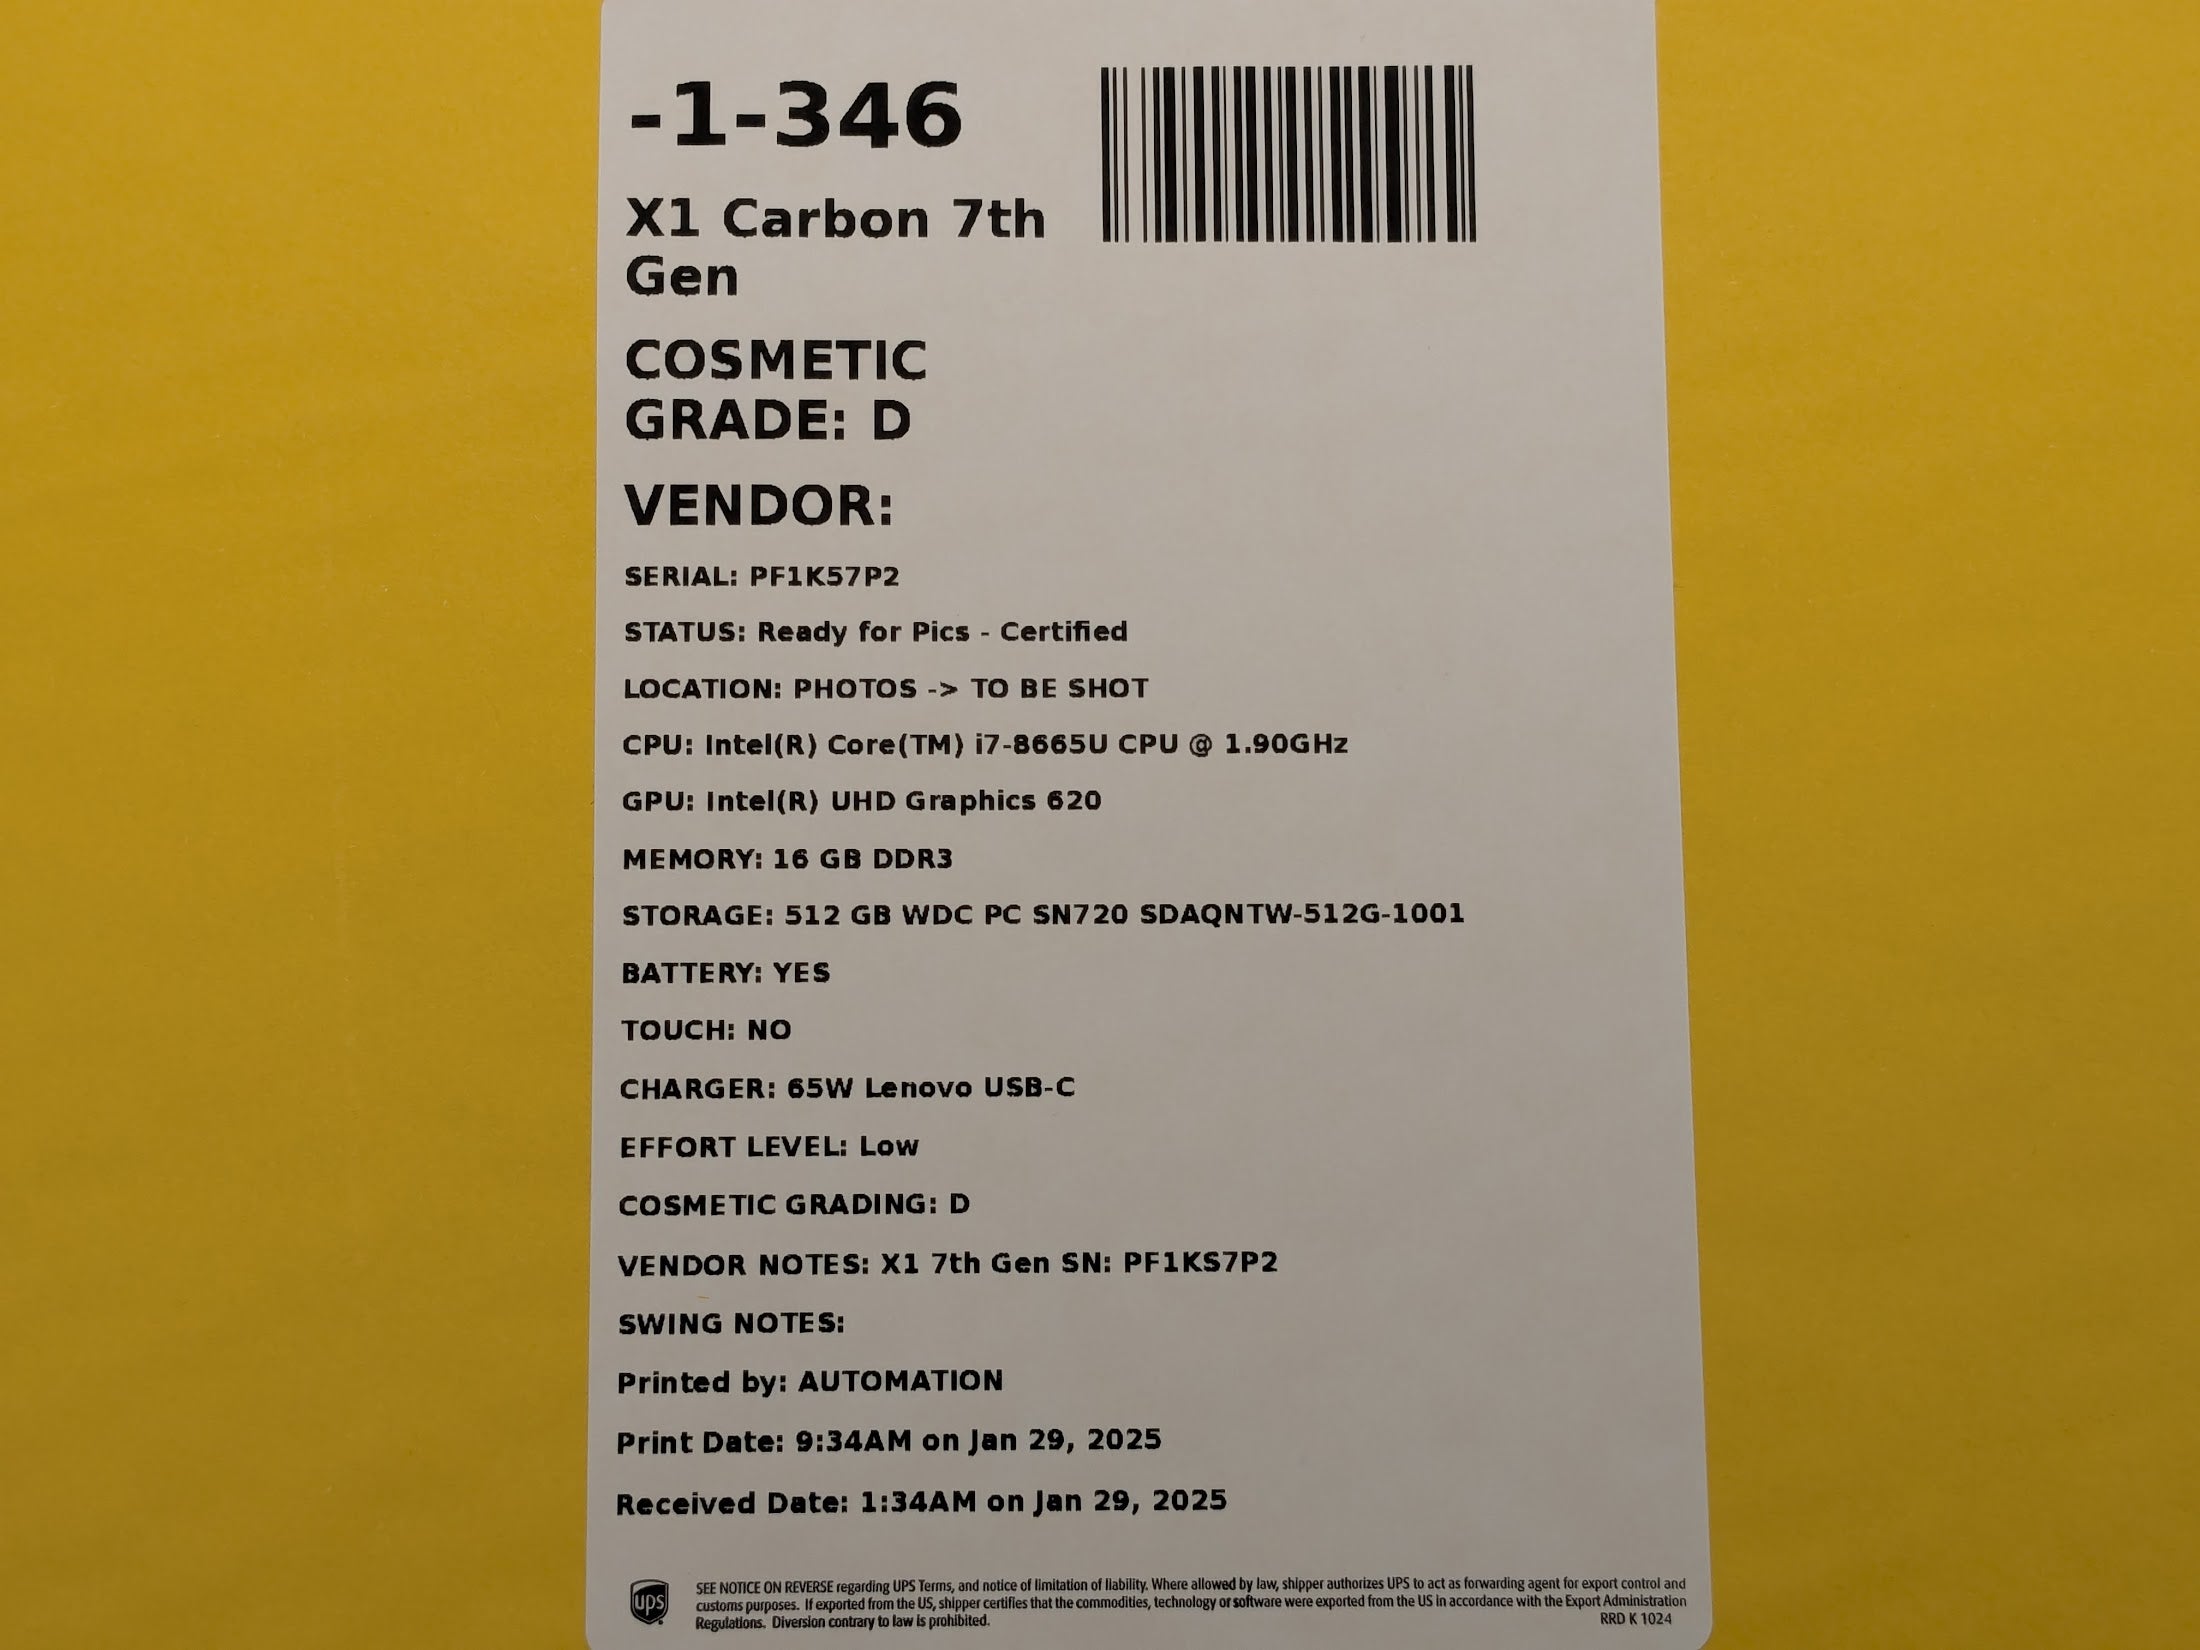 -1-346
X1 Carbon 7th
Gen
COSMETIC
GRADE: D
VENDOR:
SERIAL: PF1K57P2
STATUS: Ready for Pics - Certified
LOCATION: PHOTOS -> TO BE SHOT
CPU: Intel(R) Core(TM) i7-8665U CPU @ 1.90GHz
GPU: Intel(R) UHD Graphics 620
MEMORY: 16 GB DDR3
STORAGE: 512 GB WDC PC SN720 SDAQNTW-512G-1001
BATTERY: YES
TOUCH: NO
CHARGER: 65W Lenovo USB-C
EFFORT LEVEL: Low
COSMETIC GRADING: D
VENDOR NOTES: X1 7th Gen SN: PF1KS7P2
SWING NOTES:
Printed by: AUTOMATION
Print Date: 9:34AM on Jan 29, 2025
Received Date: 1:34AM on Jan 29, 2025
ups
SEE NOTICE ON REVERSE regarding UPS Terms, and notice of limitation of liability. Where allowed by law, shipper authorizes UPS to act as forwarding agent for export control and
customs purposes. If exported from the US, shipper certifies that the commodities, technology or software were exported from the US in accordance with the Export Administration
Regulations. Diversion contrary to law is prohibited.
RRD K 1024